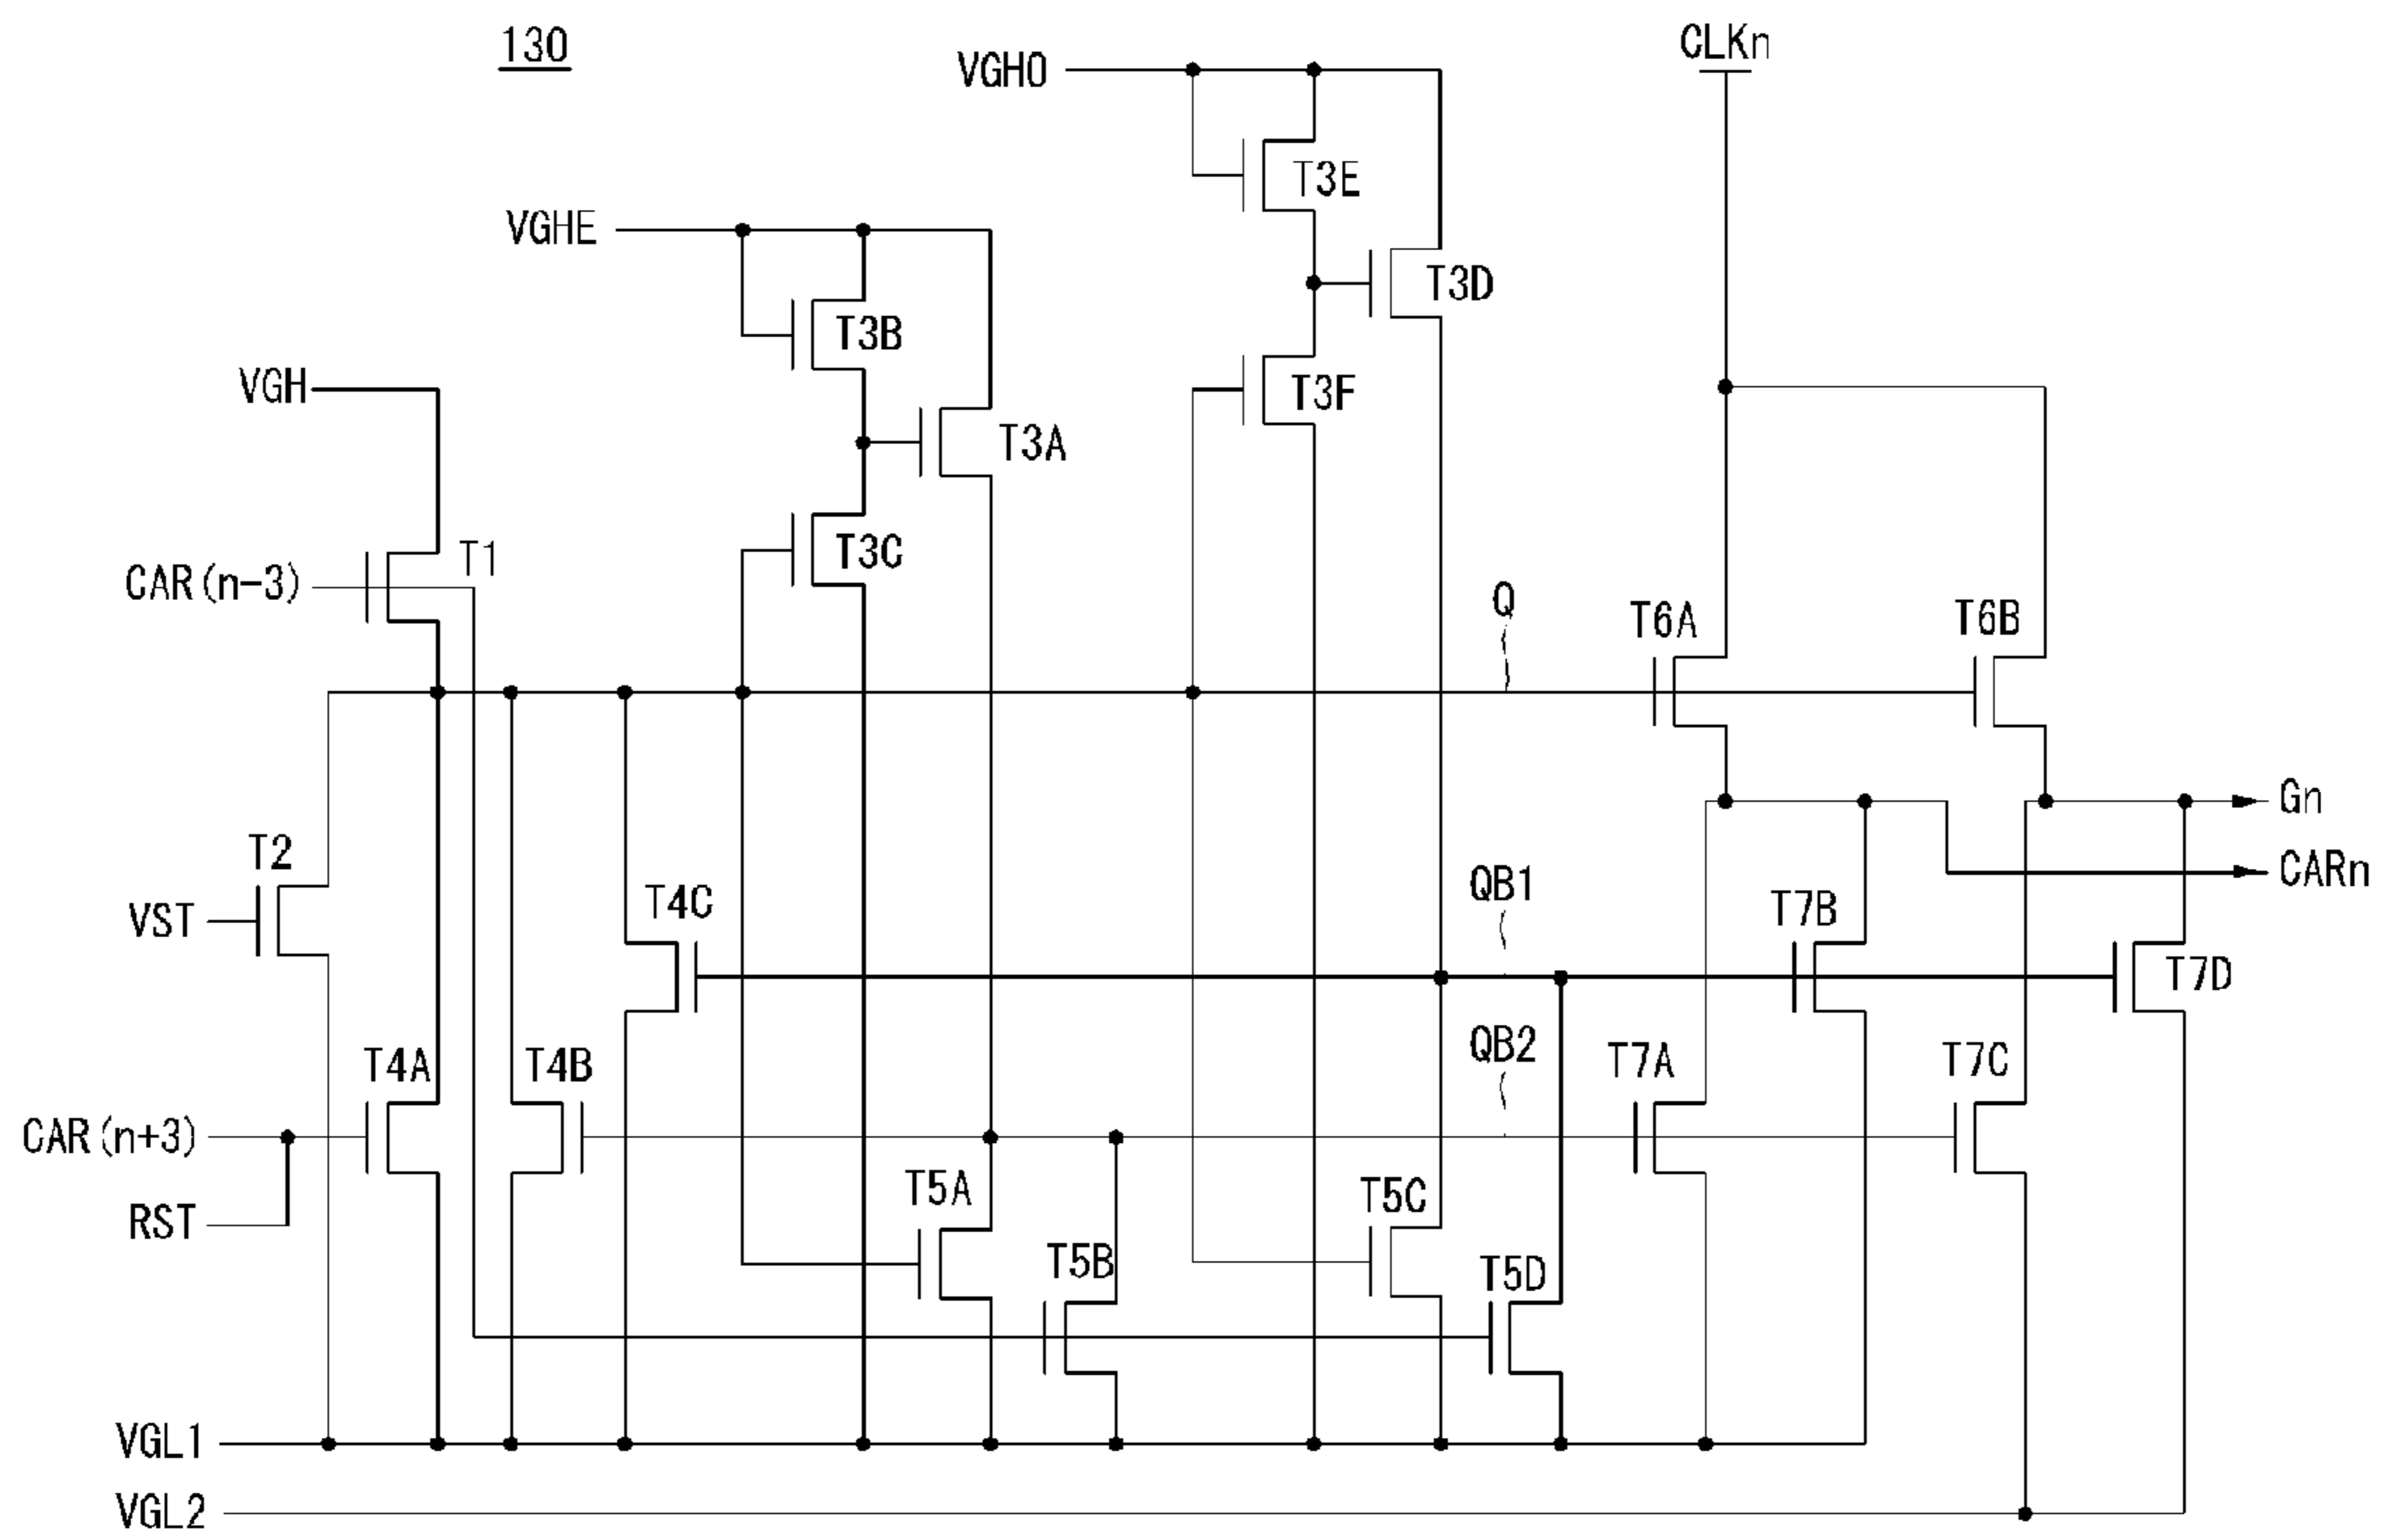 130
CLKn
VGHO
T3E
VGHE
T3D
T3B
VGH
T3F
T3A
T1
T3C
CAR(n-3)
Q
T6A
T6B
Gn
T2
CARn
QB1
T4C
T7B
VST
T7D
QB2
T4A
T4B
T7A
T7C
CAR(n+3)
T5A
T5C
RST
T5B
T5D
VGL1
VGL2